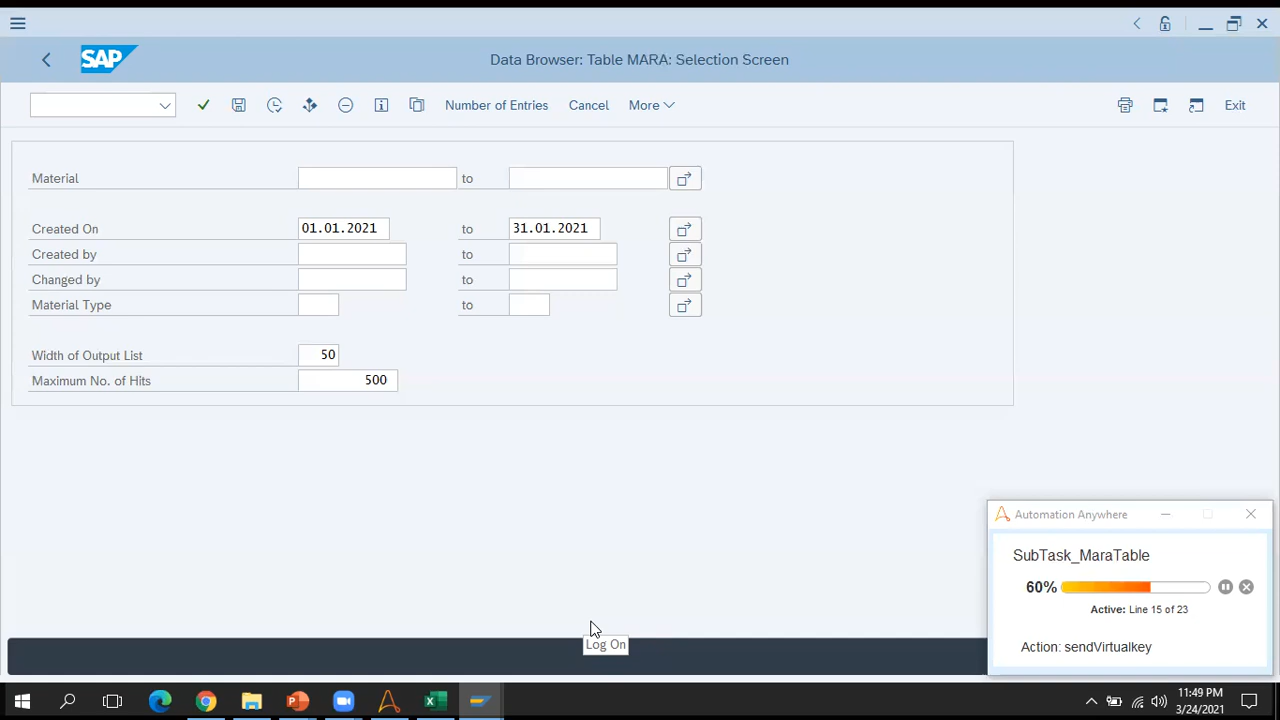 SAP
Data Browser: Table MARA: Selection Screen
Number of Entries Cancel More Exit
Material to
Created On 01.01.2021 to 31.01.2021
Created by to
Changed by to
Material Type to
Width of Output List 50
Maximum No. of Hits 500
Automation Anywhere
SubTask_MaraTable
60%
Active: Line 15 of 23
Action: sendVirtualkey
Log On
11:49 PM
3/24/2021